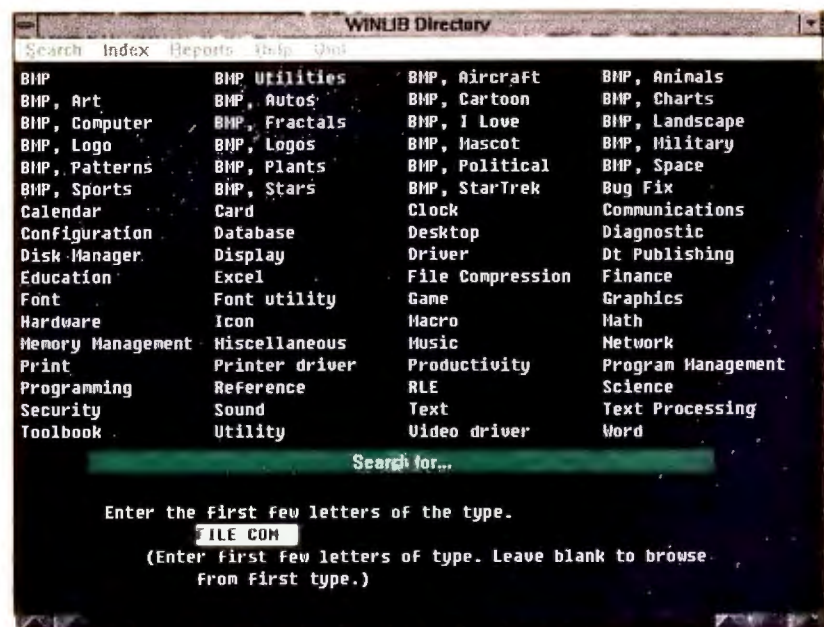 WINLIB Directory
Search Index Reports Help Quit
BMP BMP Utilities BMP, Aircraft BMP, Animals
BMP, Art BMP, Autos BMP, Cartoon BMP, Charts
BMP, Computer BMP, Fractals BMP, I Love BMP, Landscape
BMP, Logo BMP, Logos BMP, Mascot BMP, Military
BMP, Patterns BMP, Plants BMP, Political BMP, Space
BMP, Sports BMP, Stars BMP, StarTrek Bug Fix
Calendar Card Clock Communications
Configuration Database Desktop Diagnostic
Disk Manager Display Driver Dt Publishing
Education Excel File Compression Finance
Font Font utility Game Graphics
Hardware Icon Macro Math
Memory Management Miscellaneous Music Network
Print Printer driver Productivity Program Management
Programming Reference RLE Science
Security Sound Text Text Processing
Toolbook Utility Video driver Word
Search for...
Enter the first few letters of the type.
FILE COM
(Enter first few letters of type. Leave blank to browse
from first type.)